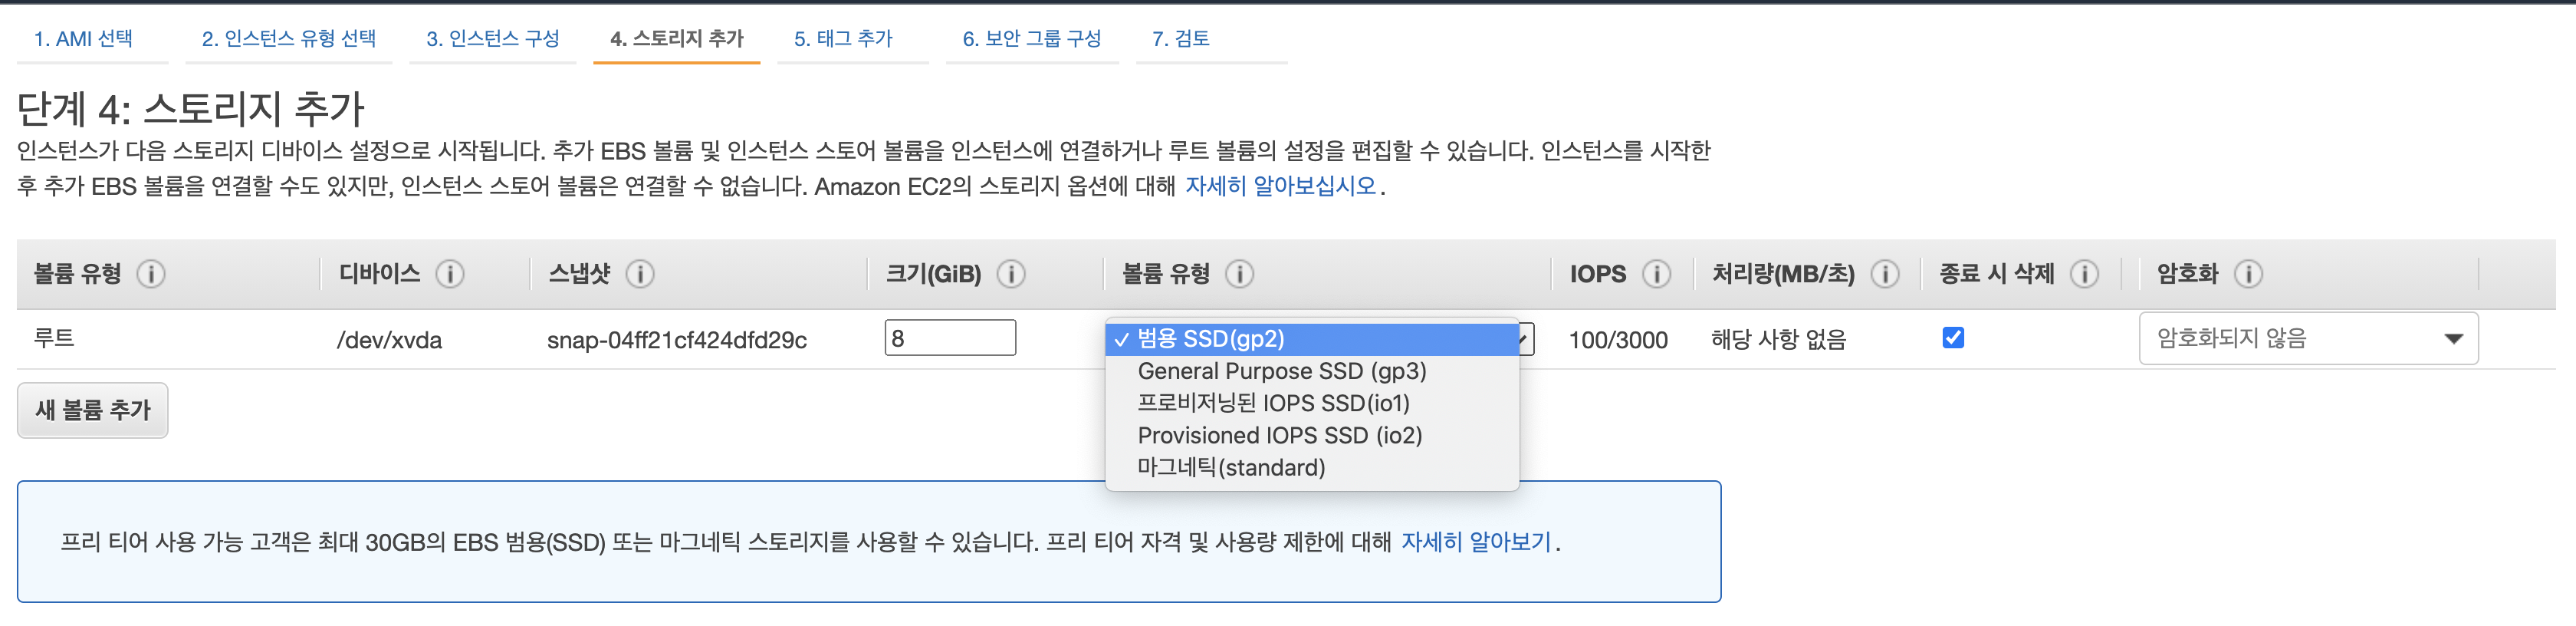 1. AMI 선택 2. 인스턴스 유형 선택 3. 인스턴스 구성 4. 스토리지 추가 5. 태그 추가 6. 보안 그룹 구성 7. 검토
단계 4: 스토리지 추가
인스턴스가 다음 스토리지 디바이스 설정으로 시작됩니다. 추가 EBS 볼륨 및 인스턴스 스토어 볼륨을 인스턴스에 연결하거나 루트 볼륨의 설정을 편집할 수 있습니다. 인스턴스를 시작한
후 추가 EBS 볼륨을 연결할 수도 있지만, 인스턴스 스토어 볼륨은 연결할 수 없습니다. Amazon EC2의 스토리지 옵션에 대해 자세히 알아보십시오.
볼륨 유형 i 디바이스 i 스냅샷 i 크기(GiB) i 볼륨 유형 i IOPS i 처리량(MB/초) i 종료 시 삭제 i 암호화 i
루트 /dev/xvda snap-04ff21cf424dfd29c 8 범용 SSD(gp2) 100/3000 해당 사항 없음 암호화되지 않음
General Purpose SSD (gp3)
프로비저닝된 IOPS SSD(io1)
Provisioned IOPS SSD (io2)
마그네틱(standard)
새 볼륨 추가
프리 티어 사용 가능 고객은 최대 30GB의 EBS 범용(SSD) 또는 마그네틱 스토리지를 사용할 수 있습니다. 프리 티어 자격 및 사용량 제한에 대해 자세히 알아보기.